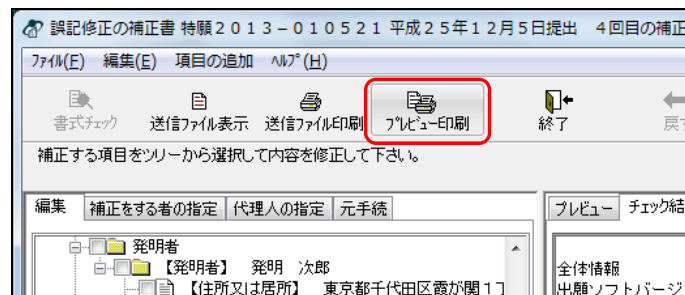 誤記修正の補正書 特願2013-010521 平成25年12月5日提出 4回目の補正
ﾌｧｲﾙ(F) 編集(E) 項目の追加 ﾍﾙﾌﾟ(H)
書式ﾁｪｯｸ 送信ﾌｧｲﾙ表示 送信ﾌｧｲﾙ印刷 ﾌﾟﾚﾋﾞｭｰ印刷 終了 戻す
補正する項目をツリーから選択して内容を修正して下さい。
編集 補正をする者の指定 代理人の指定 元手続 プレビュー チェック結
発明者
【発明者】 発明 次郎
【住所又は居所】 東京都千代田区霞が関1丁
全体情報
出願ソフトバージ